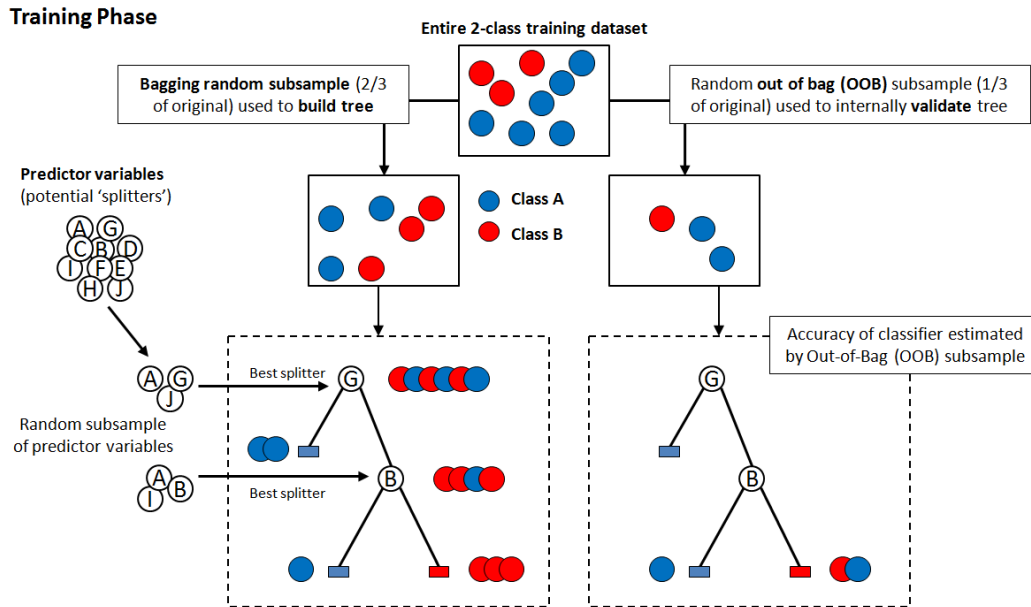 Training Phase
Entire 2-class training dataset
Bagging random subsample (2/3
of original) used to build tree
Random out of bag (OOB) subsample (1/3
of original) used to internally validate tree
Predictor variables
(potential ‘splitters’)
A G
C B D
I F E
H J
Class A
Class B
Accuracy of classifier estimated
by Out-of-Bag (OOB) subsample
A G
J
Best splitter
G
G
Random subsample
of predictor variables
A
I B
Best splitter
B
B